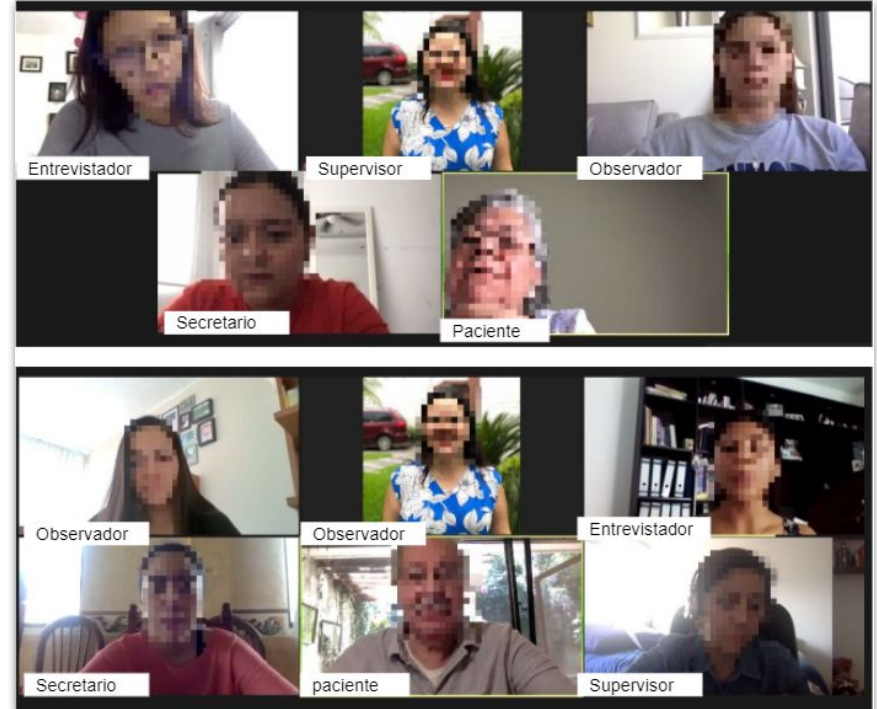 Entrevistador
Supervisor
Observador
Secretario
Paciente
Observador
Observador
Entrevistador
Secretario
paciente
Supervisor